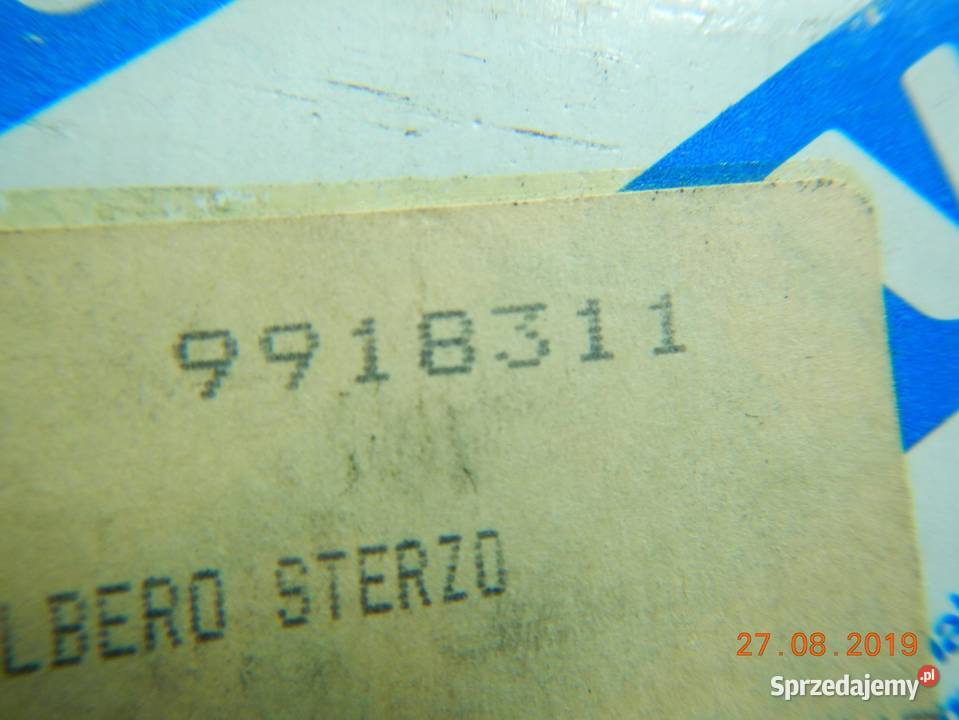 9918311
LBERO STERZO
27.08.2019
Sprzedajemy.pl